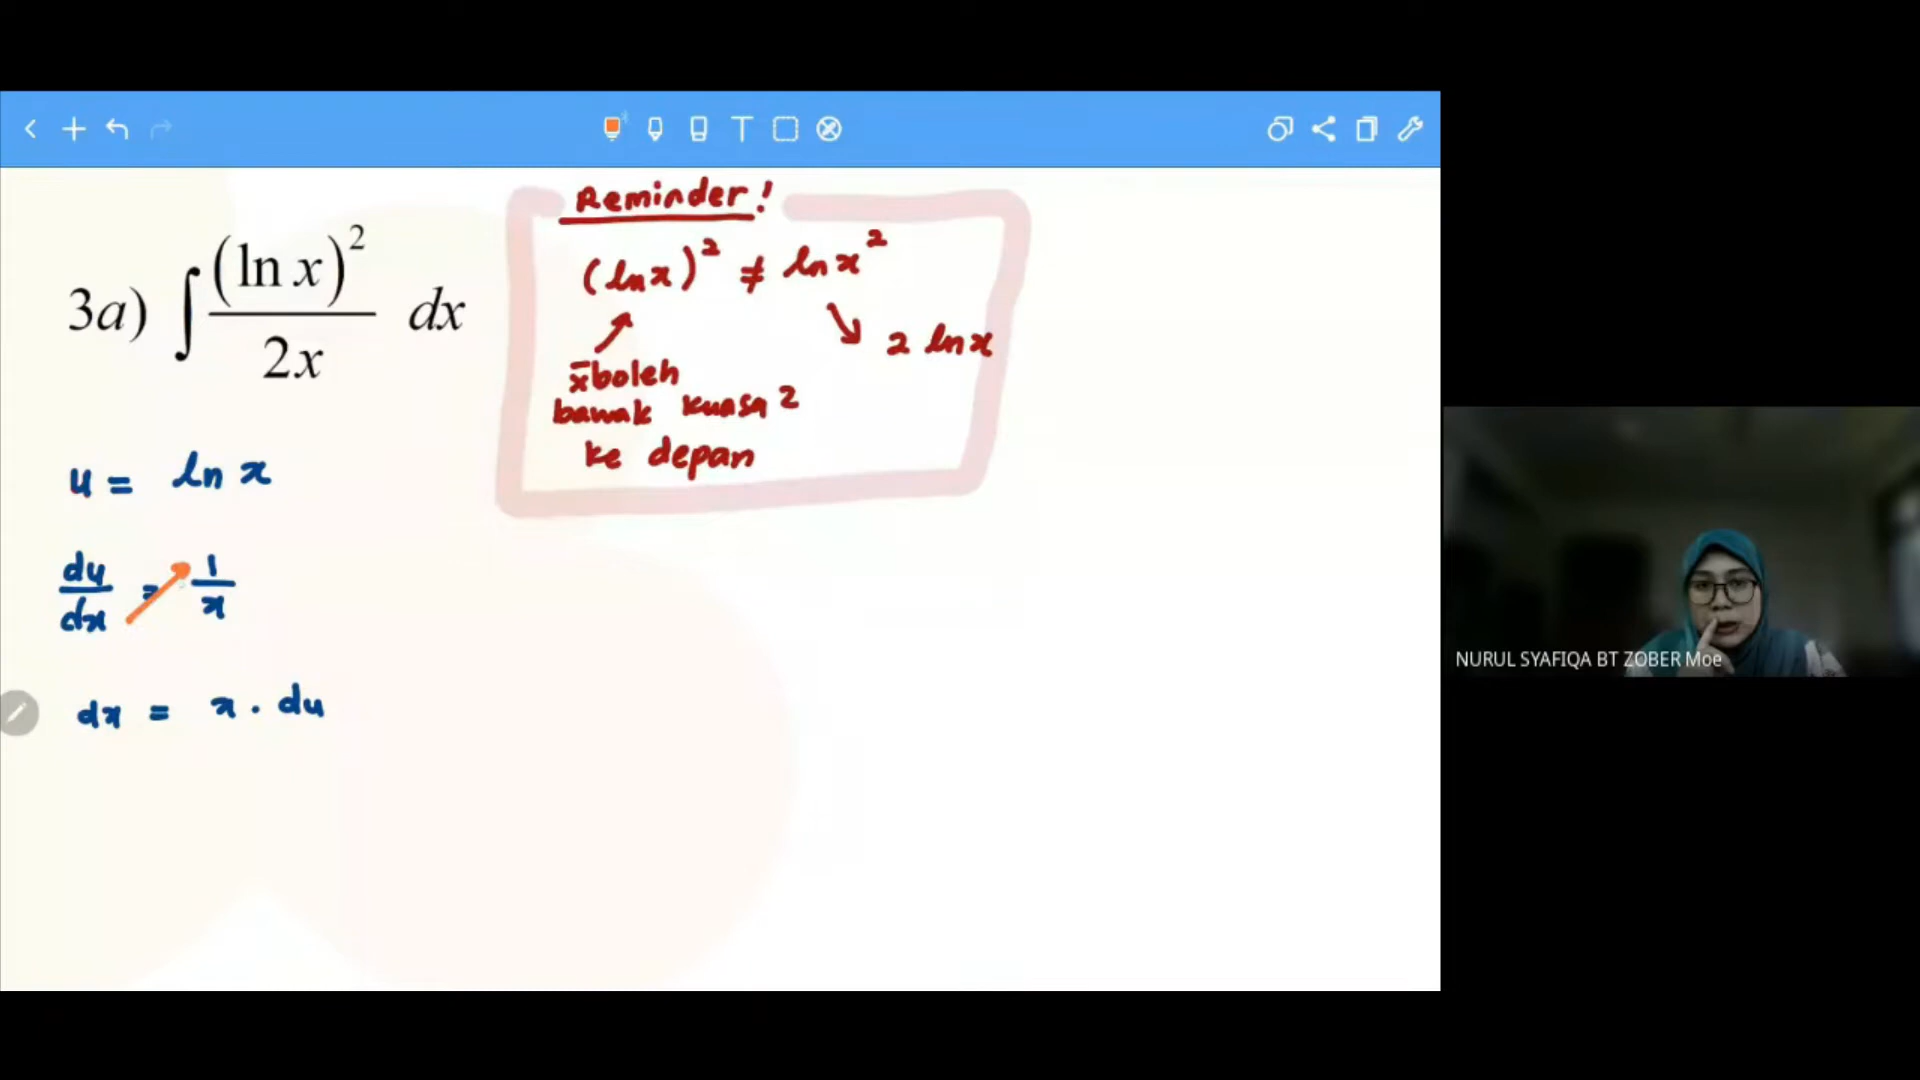 3a) ∫ (ln x)² / 2x dx
Reminder!
(ln x)² ≠ ln x²
2 ln x
x̄ boleh
bawak kuasa 2
ke depan
u = ln x
du/dx = 1/x
dx = x . du
NURUL SYAFIQA BT ZOBER Moe